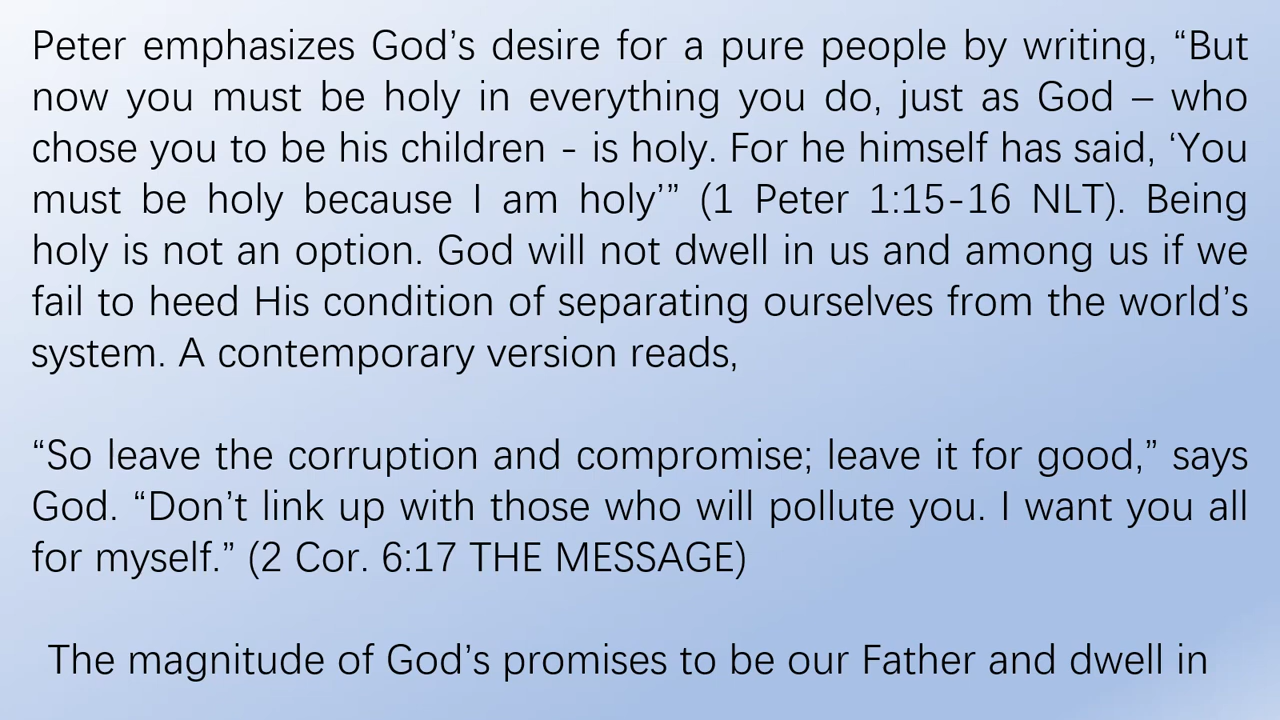 Peter emphasizes God’s desire for a pure people by writing, “But
now you must be holy in everything you do, just as God – who
chose you to be his children - is holy. For he himself has said, ‘You
must be holy because I am holy’” (1 Peter 1:15-16 NLT). Being
holy is not an option. God will not dwell in us and among us if we
fail to heed His condition of separating ourselves from the world’s
system. A contemporary version reads,
“So leave the corruption and compromise; leave it for good,” says
God. “Don’t link up with those who will pollute you. I want you all
for myself.” (2 Cor. 6:17 THE MESSAGE)
The magnitude of God’s promises to be our Father and dwell in